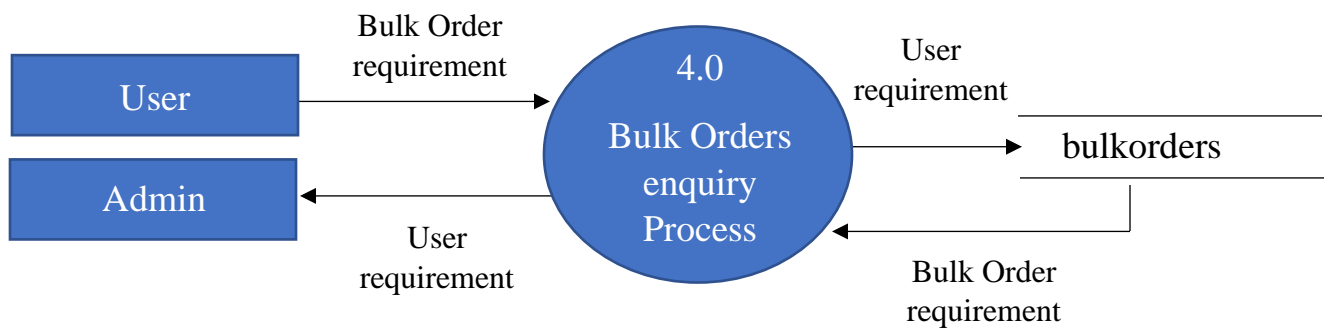 Bulk Order
requirement
User
4.0
Bulk Orders
enquiry
Process
User
requirement
bulkorders
Admin
User
requirement
Bulk Order
requirement